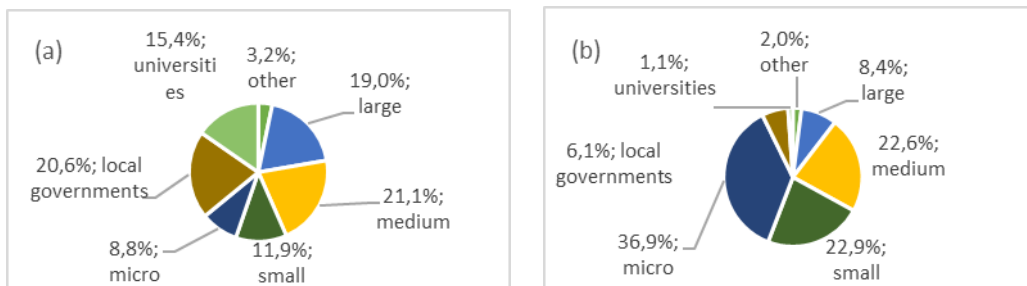 (a)
15,4%;
universiti
es
3,2%;
other
19,0%;
large
20,6%; local
governments
21,1%;
medium
8,8%;
micro
11,9%;
small
(b)
2,0%;
other
1,1%;
universities
8,4%;
large
6,1%; local
governments
22,6%;
medium
36,9%;
micro
22,9%;
small